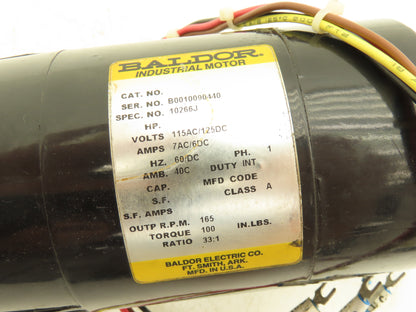 BALDOR
INDUSTRIAL MOTOR
CAT. NO.
SER. NO. B0010090440
SPEC. NO. 10266J
HP.
VOLTS 115AC/125DC
AMPS 7AC/6DC
HZ. 60/DC PH. 1
AMB. 40C DUTY INT
CAP. MFD CODE
S.F. CLASS A
S.F. AMPS
OUTP R.P.M. 165
TORQUE 100 IN.LBS.
RATIO 33:1
BALDOR ELECTRIC CO.
FT. SMITH, ARK.
MFD. IN U.S.A.